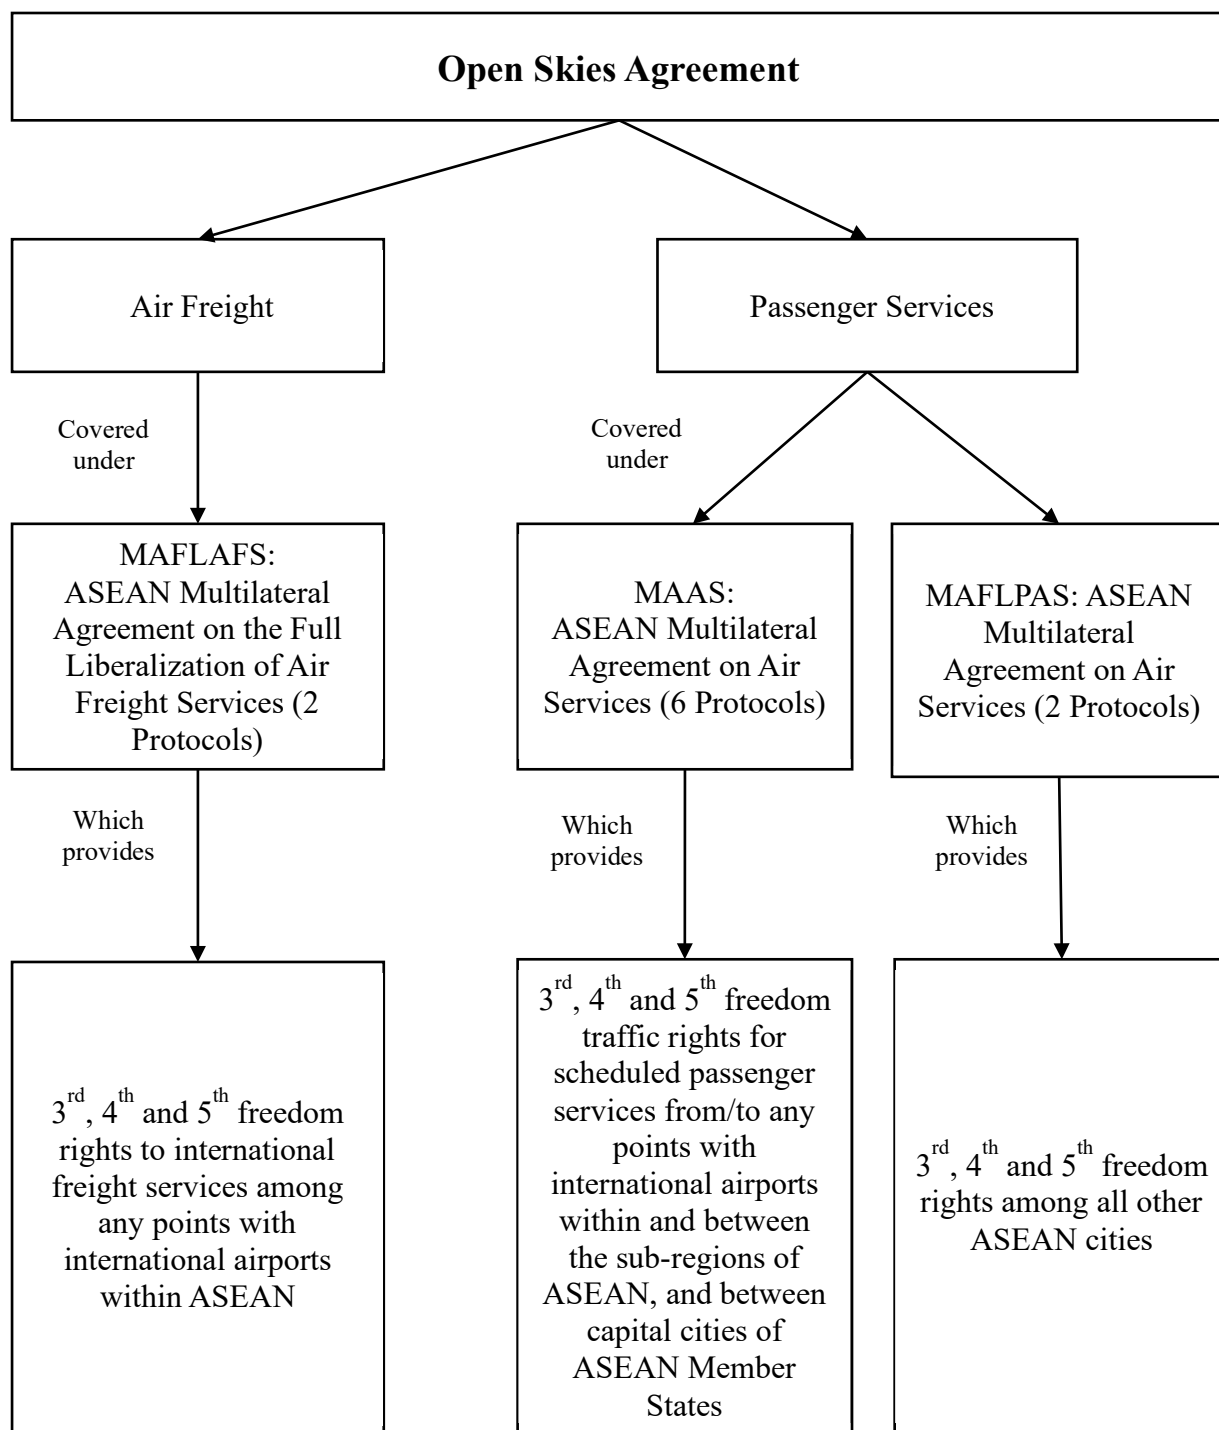 Open Skies Agreement
Air Freight
Passenger Services
Covered
under
Covered
under
MAFLAFS:
ASEAN Multilateral
Agreement on the Full
Liberalization of Air
Freight Services (2
Protocols)
MAAS:
ASEAN Multilateral
Agreement on Air
Services (6 Protocols)
MAFLPAS: ASEAN
Multilateral
Agreement on Air
Services (2 Protocols)
Which
provides
Which
provides
Which
provides
3rd, 4th and 5th freedom
rights to international
freight services among
any points with
international airports
within ASEAN
3rd, 4th and 5th freedom
traffic rights for
scheduled passenger
services from/to any
points with
international airports
within and between
the sub-regions of
ASEAN, and between
capital cities of
ASEAN Member
States
3rd, 4th and 5th freedom
rights among all other
ASEAN cities